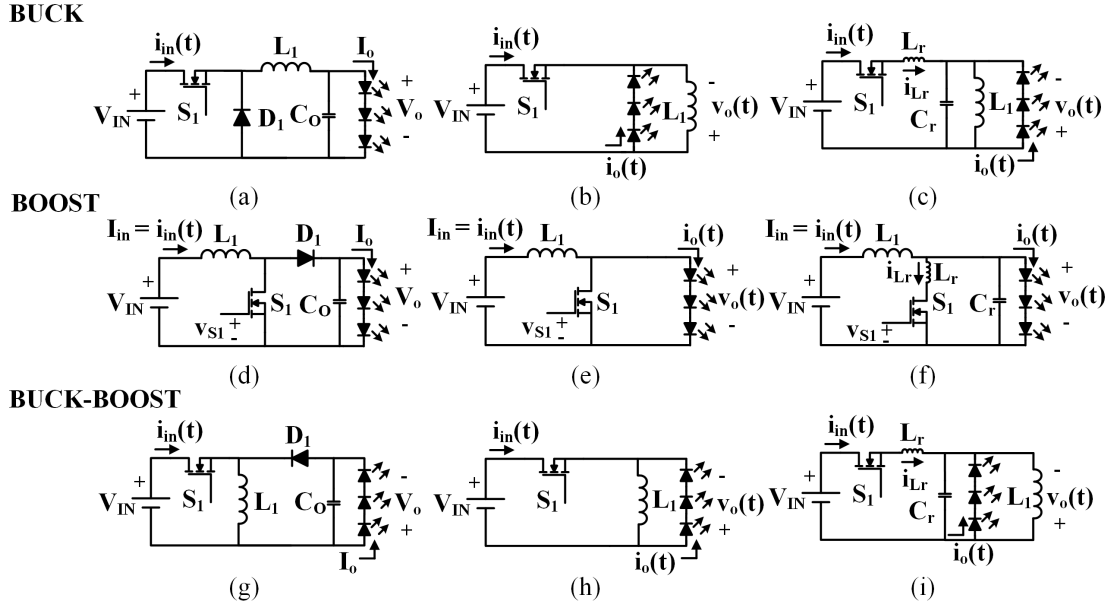 BUCK
i_in(t) L_1 I_o
V_IN + S_1 D_1 C_O + V_o -
(a)
i_in(t)
V_IN + S_1 L_1 - v_o(t) +
i_o(t)
(b)
i_in(t) L_r
V_IN + S_1 i_Lr C_r L_1 - v_o(t) +
i_o(t)
(c)
BOOST
I_in = i_in(t) L_1 D_1 I_o
V_IN + S_1 C_O + V_o -
v_S1 + -
(d)
I_in = i_in(t) L_1 i_o(t)
V_IN + S_1 + v_o(t) -
v_S1 + -
(e)
I_in = i_in(t) L_1 i_o(t)
i_Lr L_r
V_IN + S_1 C_r + v_o(t) -
v_S1 + -
(f)
BUCK-BOOST
i_in(t) D_1
V_IN + S_1 L_1 C_O - V_o +
I_o
(g)
i_in(t)
V_IN + S_1 L_1 - v_o(t) +
i_o(t)
(h)
i_in(t) L_r
V_IN + S_1 i_Lr C_r L_1 - v_o(t) +
i_o(t)
(i)